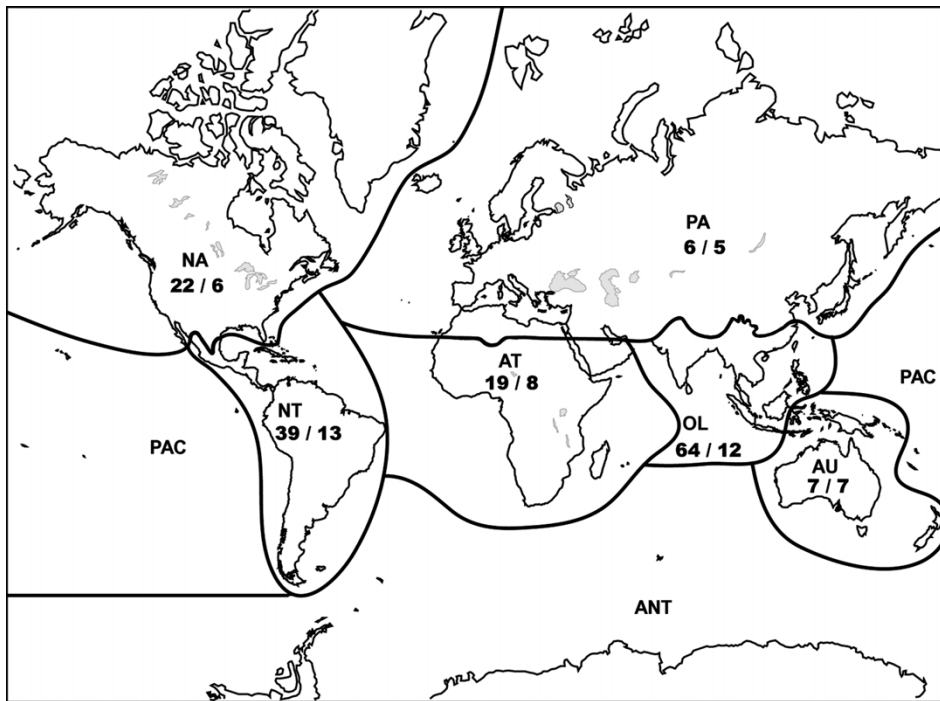 PA
6 / 5
NA
22 / 6
AT
19 / 8
PAC
NT
39 / 13
OL
64 / 12
PAC
AU
7 / 7
ANT